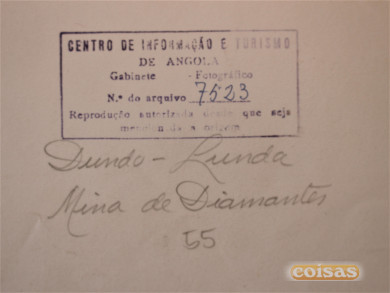 CENTRO DE INFORMAÇÃO E TURISMO
DE ANGOLA
Gabinete - Fotográfico
N.º do arquivo 7523
Reprodução autorizada desde que seja
a origem
Dundo - Lunda
Mina de Diamantes
55
coisas